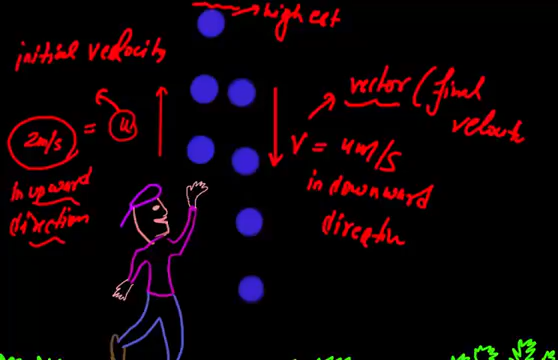 highest
initial velocity
2m/s = u
In upward
direction
vector (final
velocity
V = 4m/s
in downward
direction